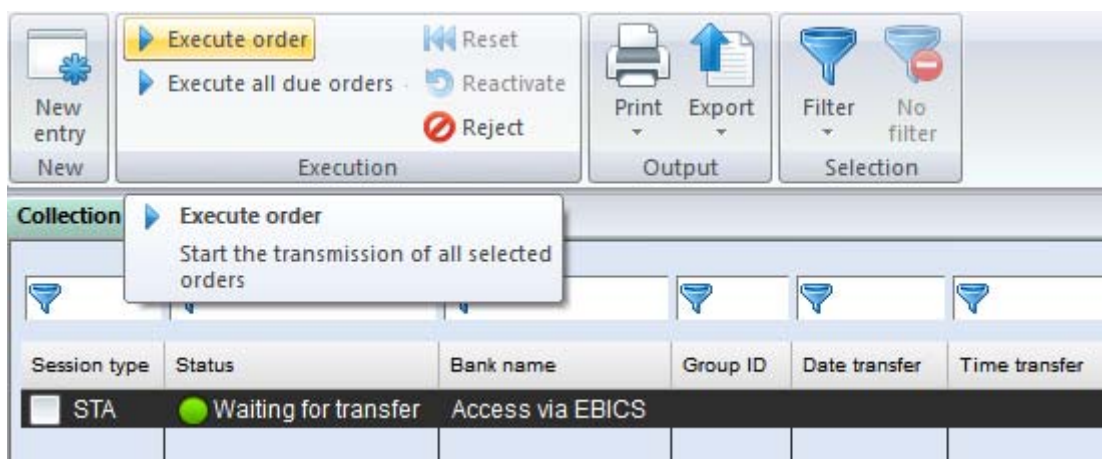 Execute order
Reset
Execute all due orders
Reactivate
Reject
New
entry
Print
Export
Filter
No
filter
New
Execution
Output
Selection
Collection
Execute order
Start the transmission of all selected
orders
Session type
Status
Bank name
Group ID
Date transfer
Time transfer
STA
Waiting for transfer
Access via EBICS